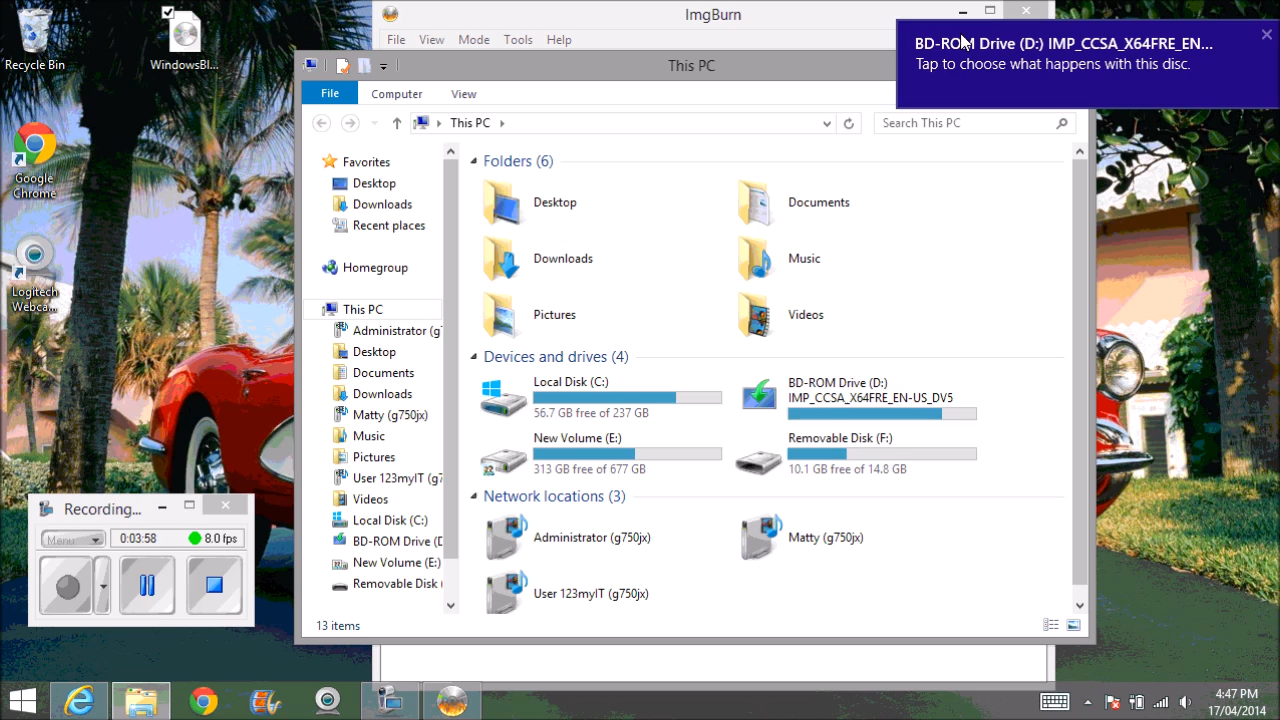 Recycle Bin
WindowsBl...
Google
Chrome
Logitech
Webca...
ImgBurn
File View Mode Tools Help
BD-ROM Drive (D:) IMP_CCSA_X64FRE_EN...
Tap to choose what happens with this disc.
This PC
File Computer View
This PC
Search This PC
Favorites
Desktop
Downloads
Recent places
Homegroup
This PC
Administrator (g7
Desktop
Documents
Downloads
Matty (g750jx)
Music
Pictures
User 123myIT (g7
Videos
Local Disk (C:)
BD-ROM Drive (D
New Volume (E:)
Removable Disk (
Folders (6)
Desktop
Documents
Downloads
Music
Pictures
Videos
Devices and drives (4)
Local Disk (C:)
56.7 GB free of 237 GB
BD-ROM Drive (D:)
IMP_CCSA_X64FRE_EN-US_DV5
New Volume (E:)
313 GB free of 677 GB
Removable Disk (F:)
10.1 GB free of 14.8 GB
Network locations (3)
Administrator (g750jx)
Matty (g750jx)
User 123myIT (g750jx)
13 items
Recording...
Menu
0:03:58
8.0 fps
4:47 PM
17/04/2014